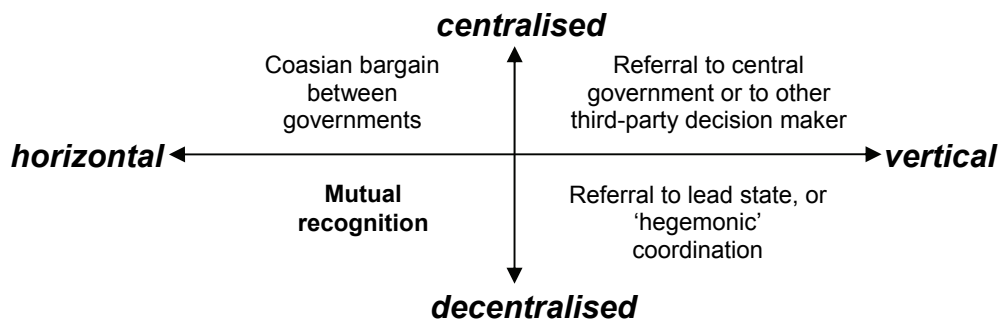 centralised
Coasian bargain
between
governments
Referral to central
government or to other
third-party decision maker
horizontal
vertical
Mutual
recognition
Referral to lead state, or
‘hegemonic’
coordination
decentralised